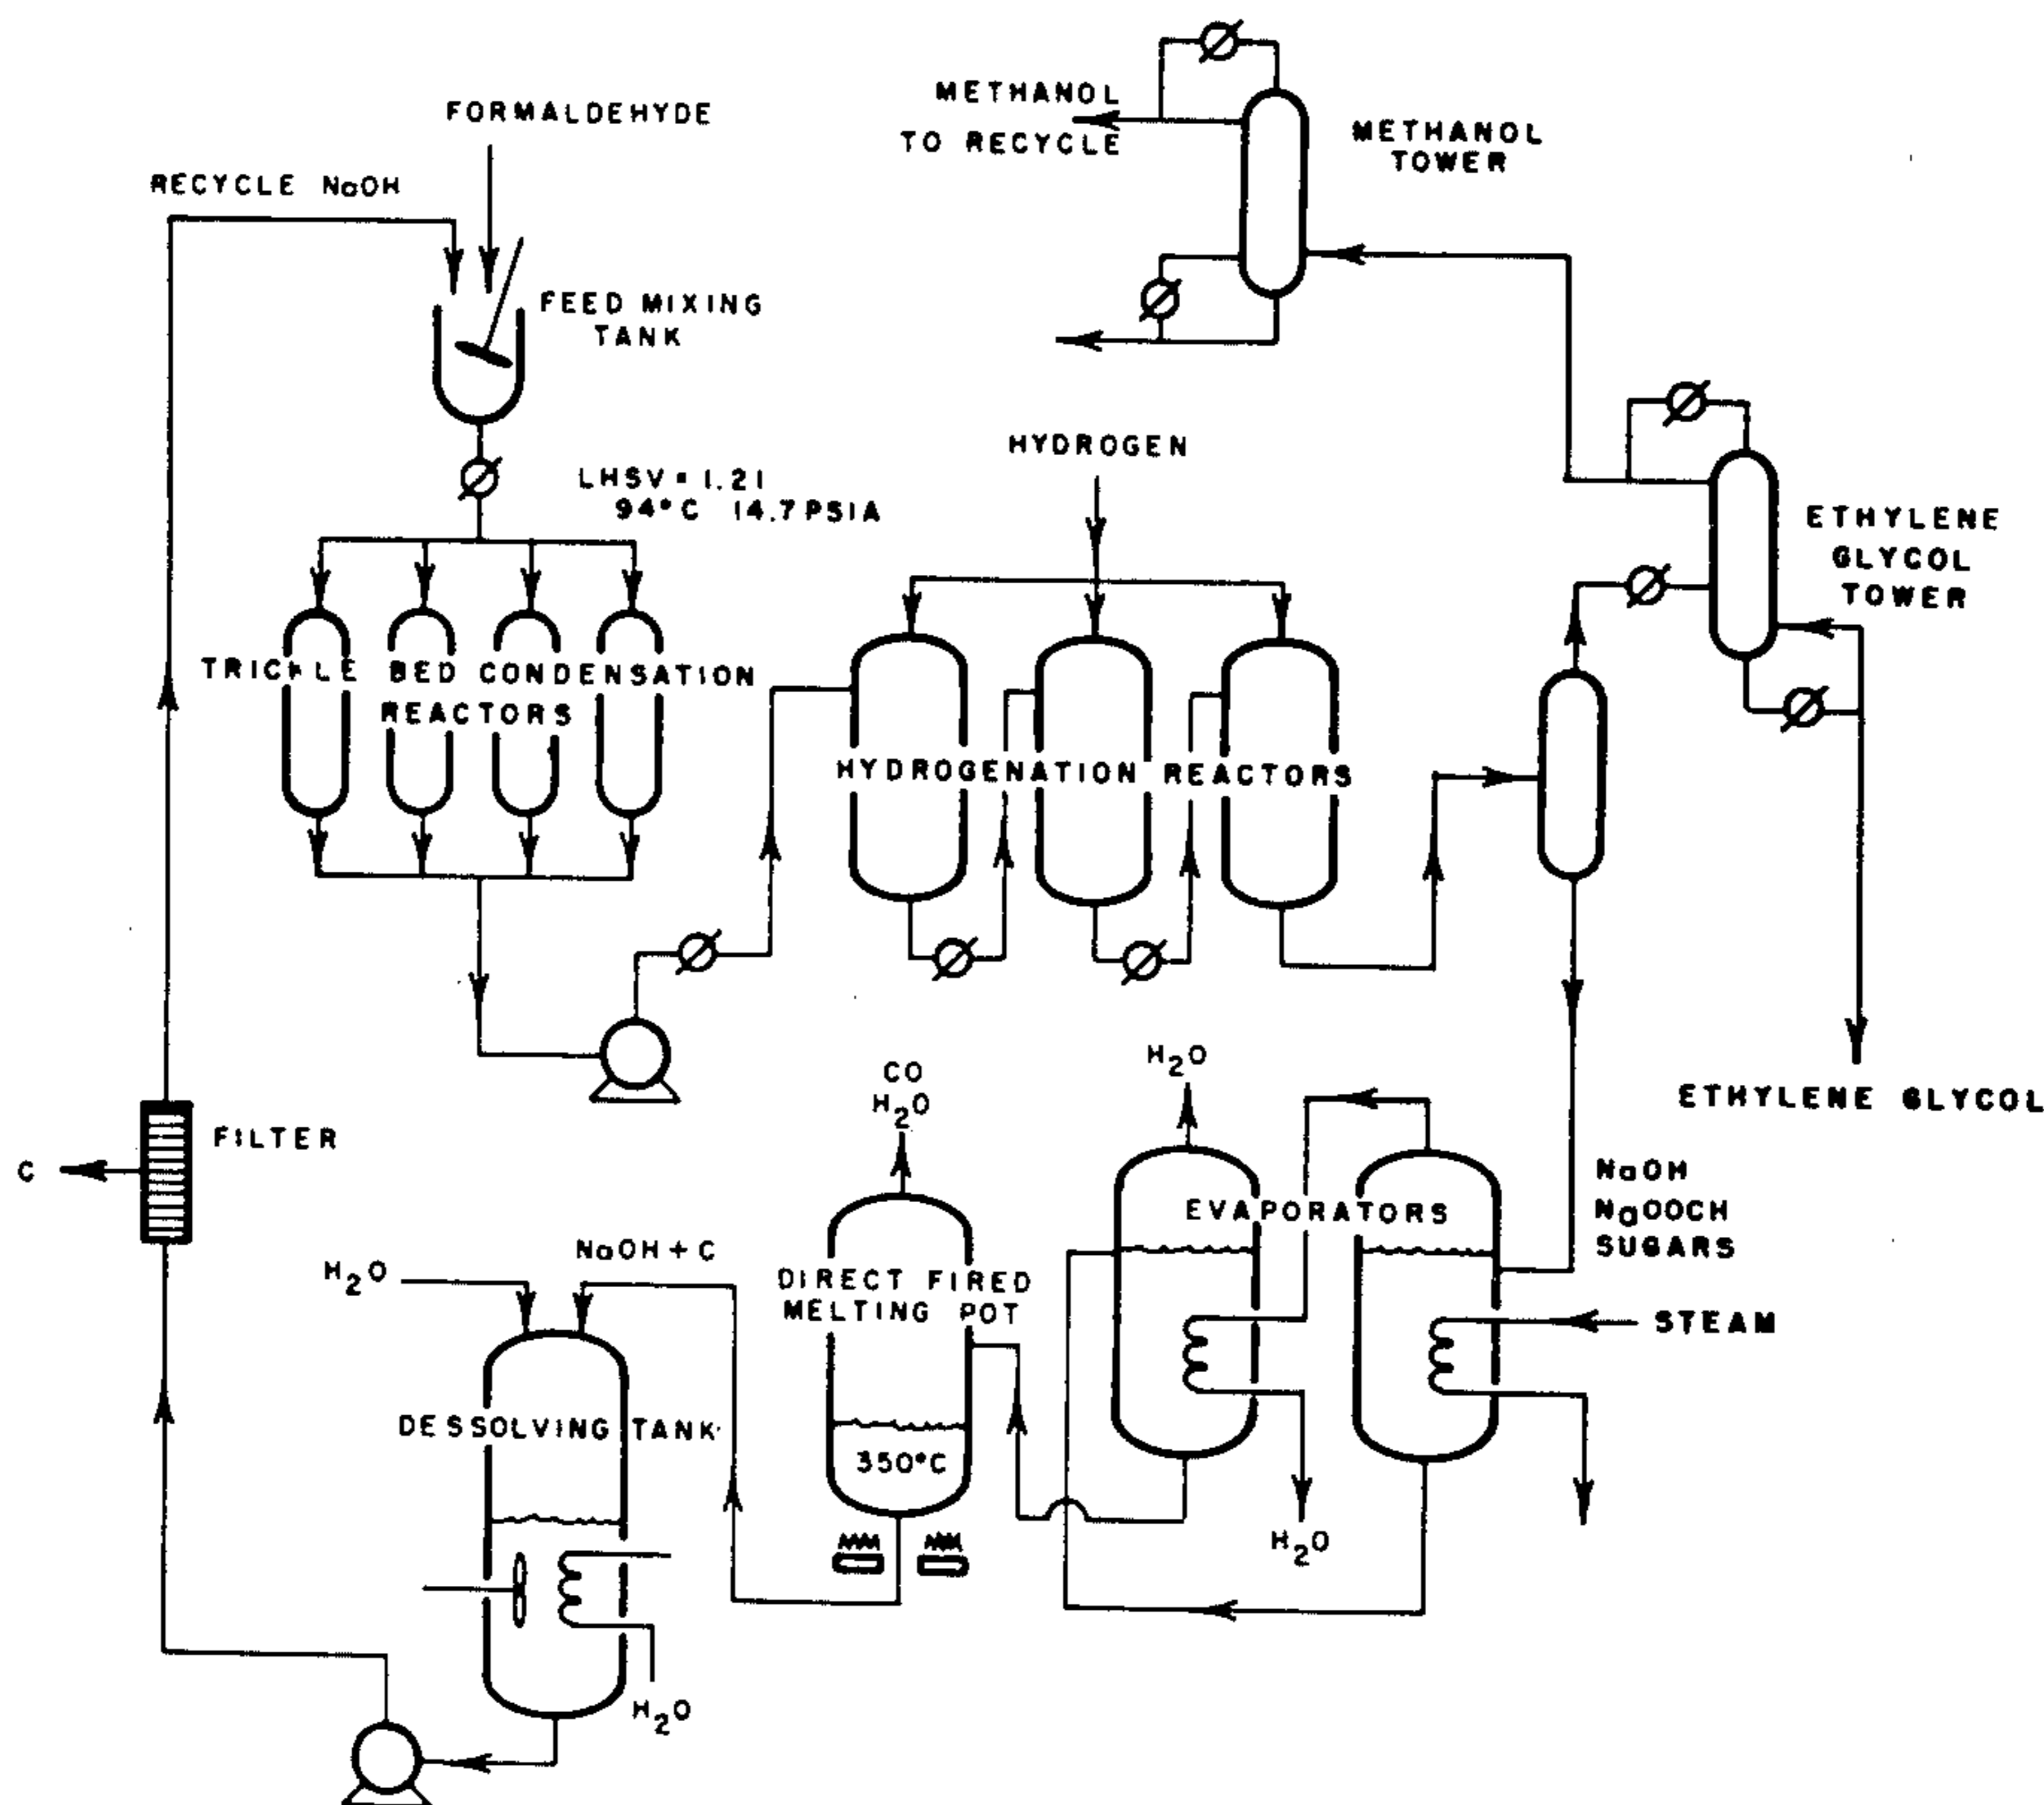 METHANOL
TO RECYCLE
METHANOL
TOWER
FORMALDEHYDE
RECYCLE NaOH
FEED MIXING
TANK
HYDROGEN
LHSV = 1.21
94°C 14.7 PSIA
ETHYLENE
GLYCOL
TOWER
TRICKLE BED CONDENSATION
REACTORS
HYDROGENATION REACTORS
ETHYLENE GLYCOL
CO
H2O
H2O
FILTER
C
NaOH
NaOOCH
SUGARS
EVAPORATORS
NaOH + C
H2O
DIRECT FIRED
MELTING POT
STEAM
350°C
DESSOLVING TANK
H2O
H2O